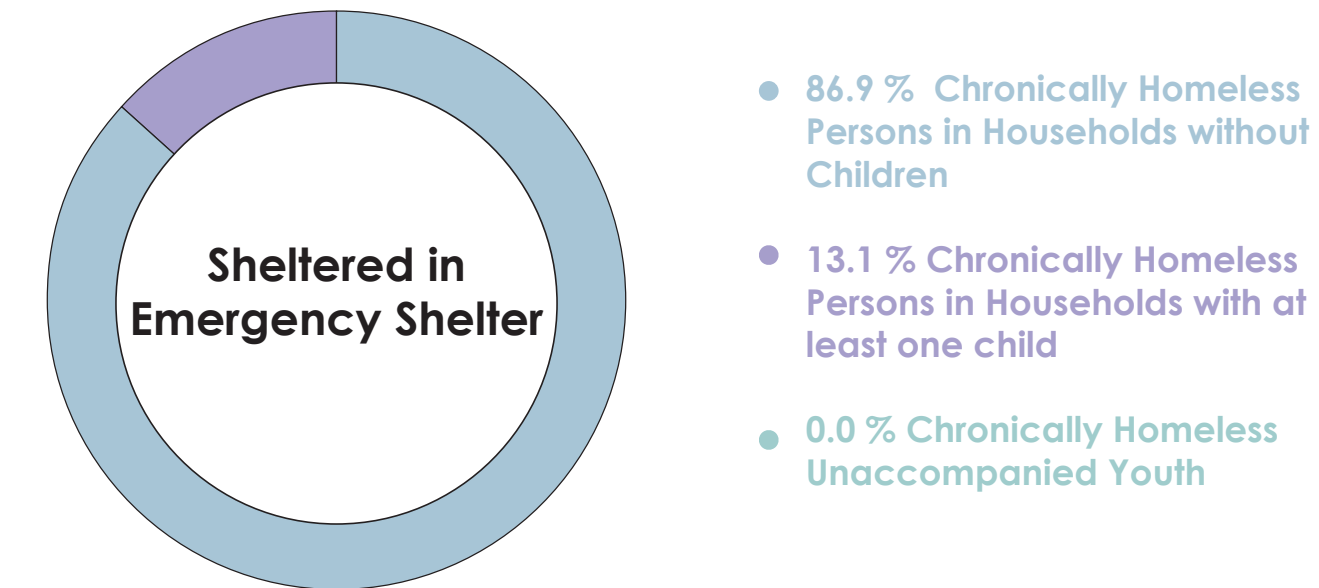 Sheltered in
Emergency Shelter
86.9 % Chronically Homeless
Persons in Households without
Children
13.1 % Chronically Homeless
Persons in Households with at
least one child
0.0 % Chronically Homeless
Unaccompanied Youth